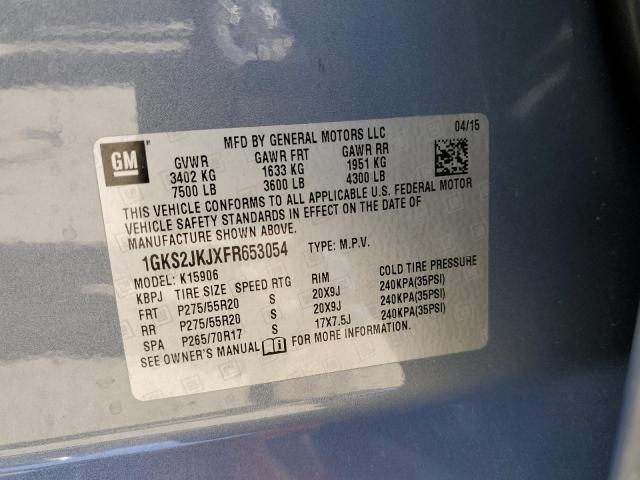 MFD BY GENERAL MOTORS LLC 04/15
GM
GVWR GAWR FRT GAWR RR
3402 KG 1633 KG 1951 KG
7500 LB 3600 LB 4300 LB
THIS VEHICLE CONFORMS TO ALL APPLICABLE U.S. FEDERAL MOTOR
VEHICLE SAFETY STANDARDS IN EFFECT ON THE DATE OF
MANUFACTURE SHOWN ABOVE.
1GKS2JKJXFR653054 TYPE: M.P.V.
MODEL: K15906
KBPJ TIRE SIZE SPEED RTG RIM COLD TIRE PRESSURE
FRT P275/55R20 S 20X9J 240KPA(35PSI)
RR P275/55R20 S 20X9J 240KPA(35PSI)
SPA P265/70R17 S 17X7.5J 240KPA(35PSI)
SEE OWNER'S MANUAL FOR MORE INFORMATION.